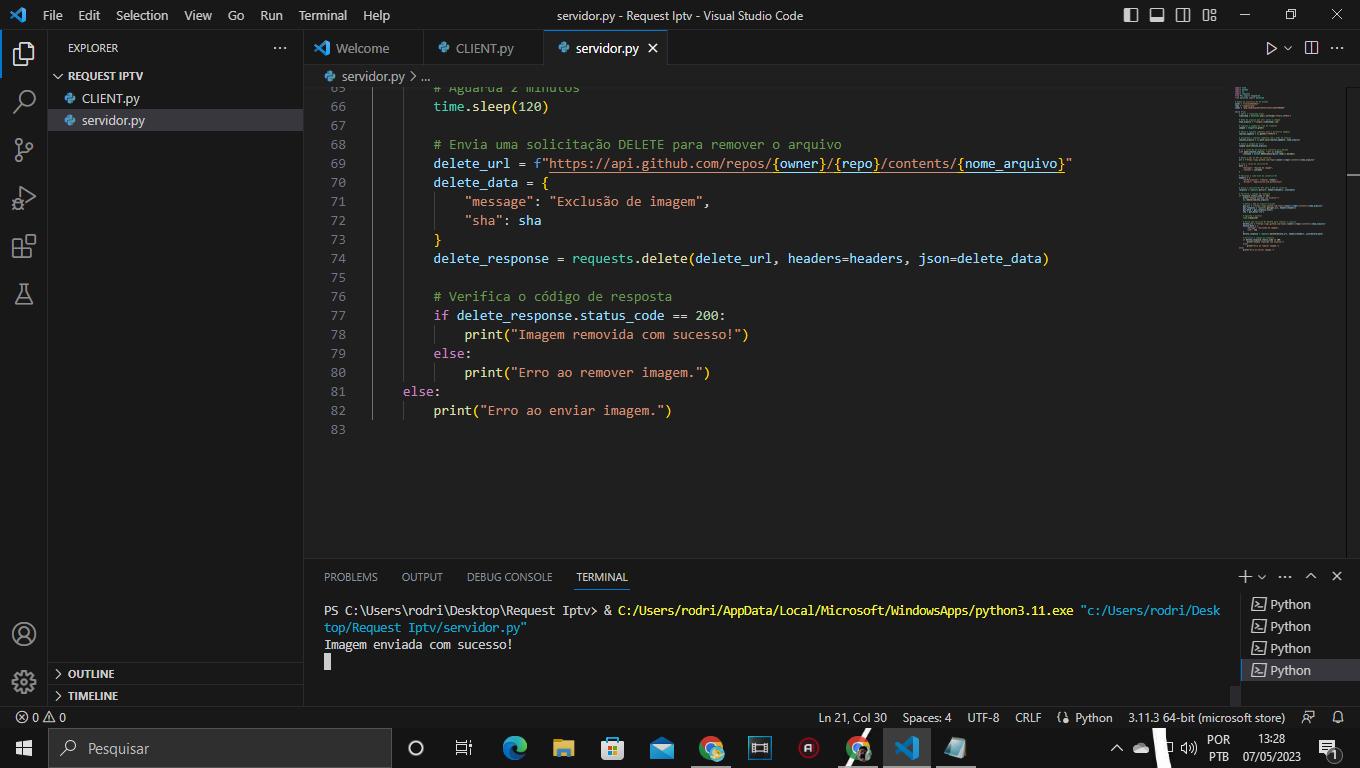 File Edit Selection View Go Run Terminal Help
servidor.py - Request Iptv - Visual Studio Code
EXPLORER
REQUEST IPTV
CLIENT.py
servidor.py
OUTLINE
TIMELINE
Welcome
CLIENT.py
servidor.py
servidor.py > ...
65 # Aguarda 2 minutos
66 time.sleep(120)
67
68 # Envia uma solicitação DELETE para remover o arquivo
69 delete_url = f"https://api.github.com/repos/{owner}/{repo}/contents/{nome_arquivo}"
70 delete_data = {
71 "message": "Exclusão de imagem",
72 "sha": sha
73 }
74 delete_response = requests.delete(delete_url, headers=headers, json=delete_data)
75
76 # Verifica o código de resposta
77 if delete_response.status_code == 200:
78 print("Imagem removida com sucesso!")
79 else:
80 print("Erro ao remover imagem.")
81 else:
82 print("Erro ao enviar imagem.")
83
PROBLEMS OUTPUT DEBUG CONSOLE TERMINAL
PS C:\Users\rodri\Desktop\Request Iptv> & C:/Users/rodri/AppData/Local/Microsoft/WindowsApps/python3.11.exe "c:/Users/rodri/Desk
top/Request Iptv/servidor.py"
Imagem enviada com sucesso!
Python
Python
Python
Python
0 0
Ln 21, Col 30 Spaces: 4 UTF-8 CRLF Python 3.11.3 64-bit (microsoft store)
Pesquisar
POR
PTB
13:28
07/05/2023
1